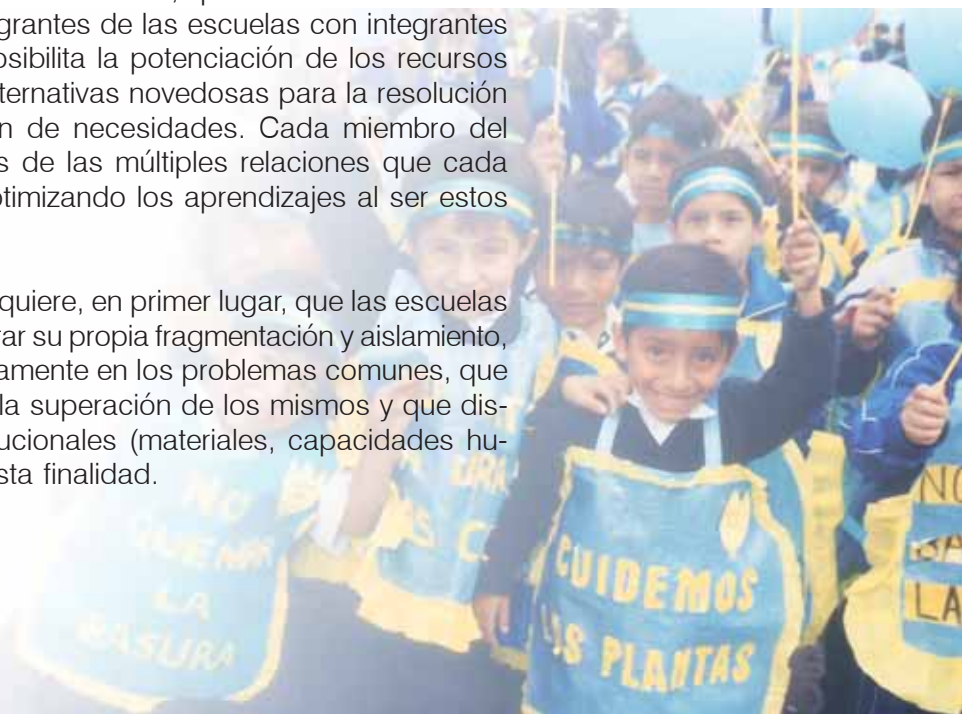 grantes de las escuelas con integrantes
osibilita la potenciación de los recursos
ternativas novedosas para la resolución
n de necesidades. Cada miembro del
s de las múltiples relaciones que cada
ptimizando los aprendizajes al ser estos
quiere, en primer lugar, que las escuelas
rar su propia fragmentación y aislamiento,
amente en los problemas comunes, que
la superación de los mismos y que dis-
ucionales (materiales, capacidades hu-
sta finalidad.
NO
QUEMAR
LA
BASURA
CUIDEMOS
LAS PLANTAS
NO
LA